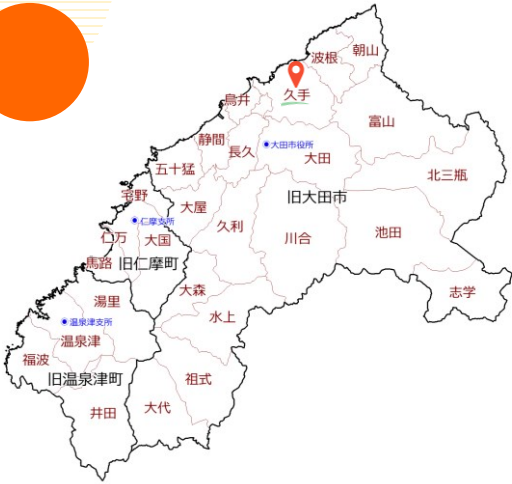 朝山
波根
久手
鳥井
富山
静間
長久
大田市役所
大田
五十猛
北三瓶
宅野
旧大田市
大屋
仁摩支所
久利
池田
仁万
大国
川合
馬路
旧仁摩町
大森
志学
湯里
水上
温泉津支所
温泉津
福波
旧温泉津町
祖式
大代
井田